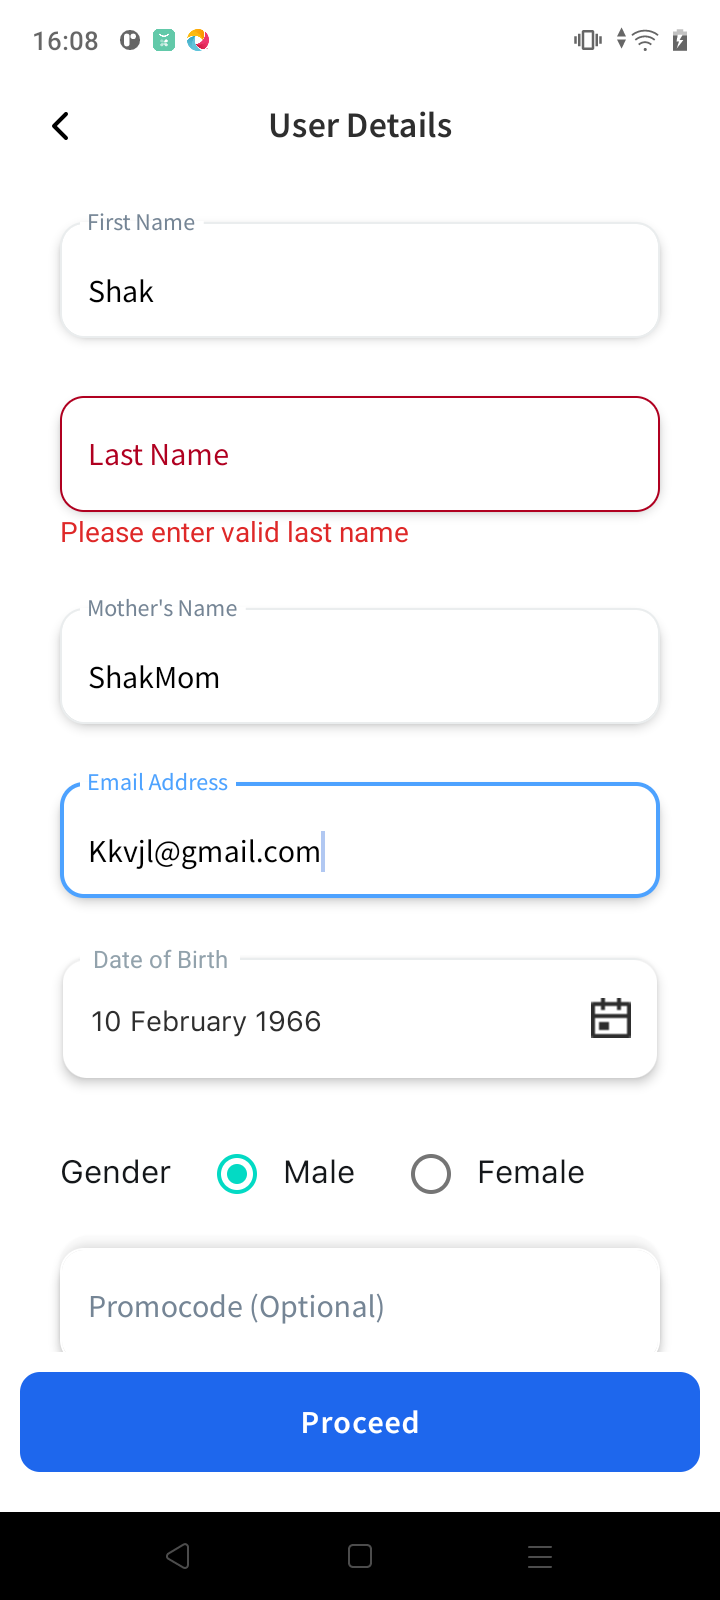 16:08
User Details
First Name
Shak
Last Name
Please enter valid last name
Mother's Name
ShakMom
Email Address
Kkvjl@gmail.com
Date of Birth
10 February 1966
Gender Male Female
Promocode (Optional)
Proceed